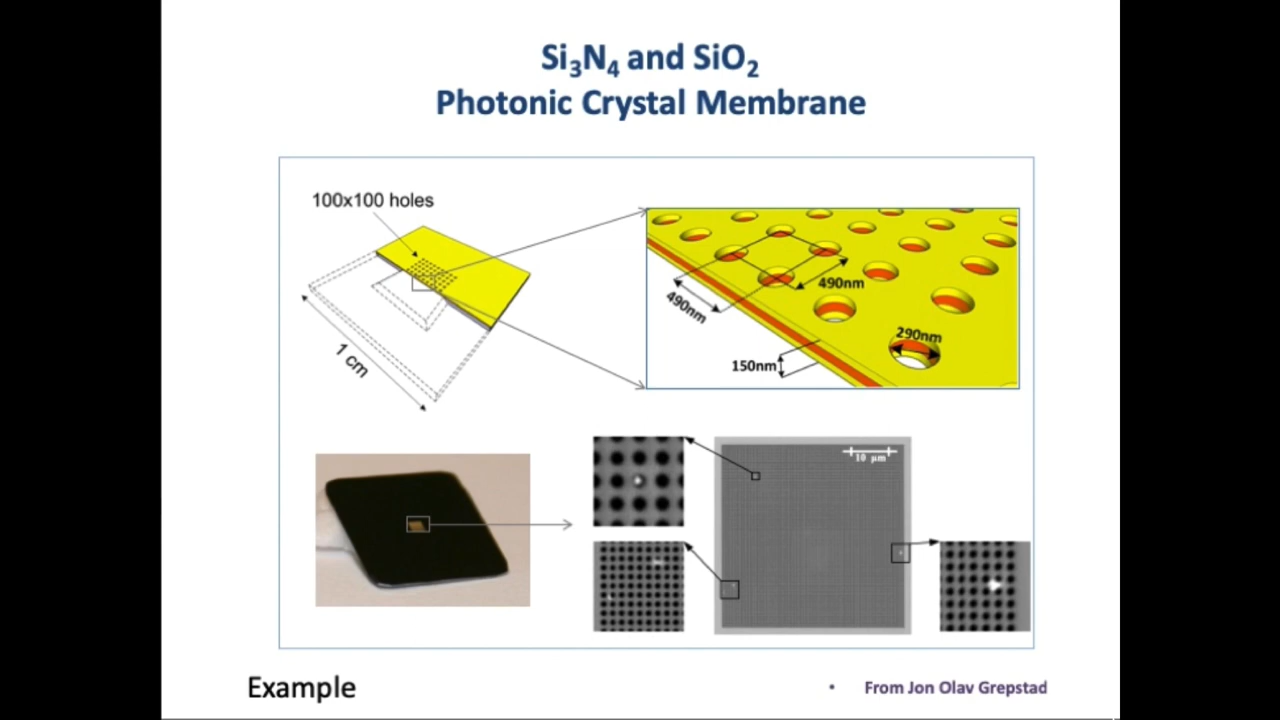 Si₃N₄ and SiO₂
Photonic Crystal Membrane
100x100 holes
1 cm
490nm
490nm
290nm
150nm
10 µm
Example
• From Jon Olav Grepstad